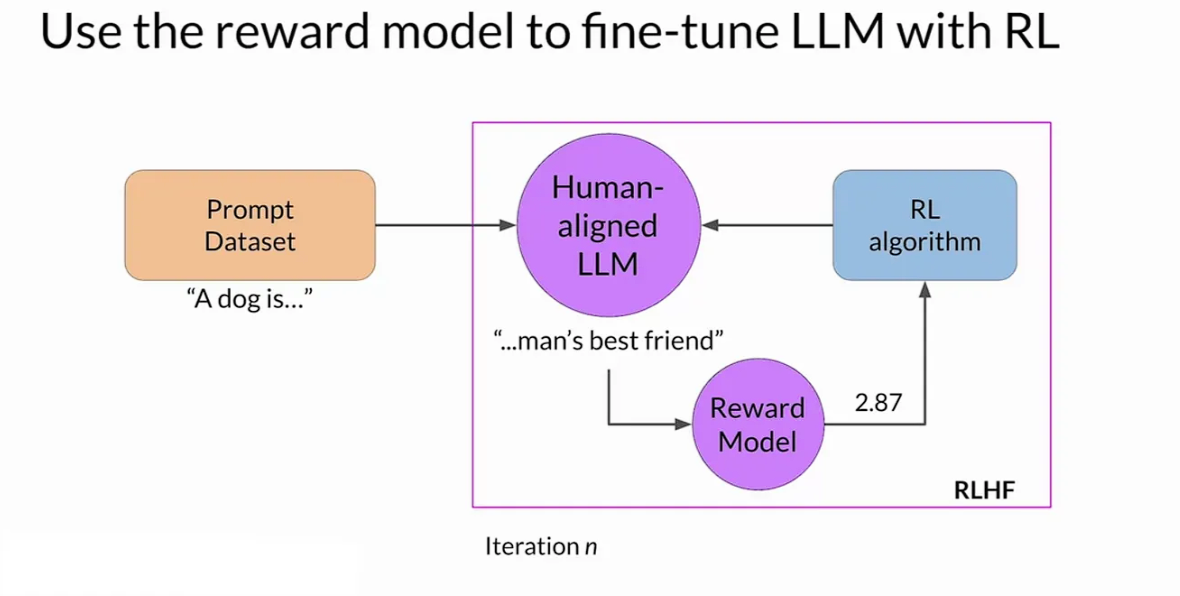 Use the reward model to fine-tune LLM with RL
Prompt
Dataset
“A dog is...”
Human-
aligned
LLM
“...man’s best friend”
RL
algorithm
Reward
Model
2.87
RLHF
Iteration n